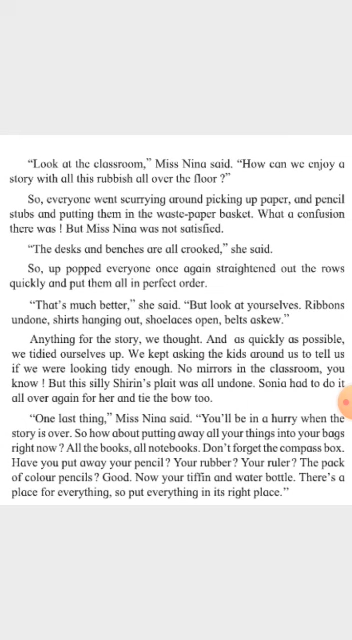 “Look at the classroom,” Miss Nina said. “How can we enjoy a
story with all this rubbish all over the floor ?”
So, everyone went scurrying around picking up paper, and pencil
stubs and putting them in the waste-paper basket. What a confusion
there was ! But Miss Nina was not satisfied.
“The desks and benches are all crooked,” she said.
So, up popped everyone once again straightened out the rows
quickly and put them all in perfect order.
“That’s much better,” she said. “But look at yourselves. Ribbons
undone, shirts hanging out, shoelaces open, belts askew.”
Anything for the story, we thought. And as quickly as possible,
we tidied ourselves up. We kept asking the kids around us to tell us
if we were looking tidy enough. No mirrors in the classroom, you
know ! But this silly Shirin’s plait was all undone. Sonia had to do it
all over again for her and tie the bow too.
“One last thing,” Miss Nina said. “You’ll be in a hurry when the
story is over. So how about putting away all your things into your bags
right now ? All the books, all notebooks. Don’t forget the compass box.
Have you put away your pencil ? Your rubber ? Your ruler ? The pack
of colour pencils ? Good. Now your tiffin and water bottle. There’s a
place for everything, so put everything in its right place.”